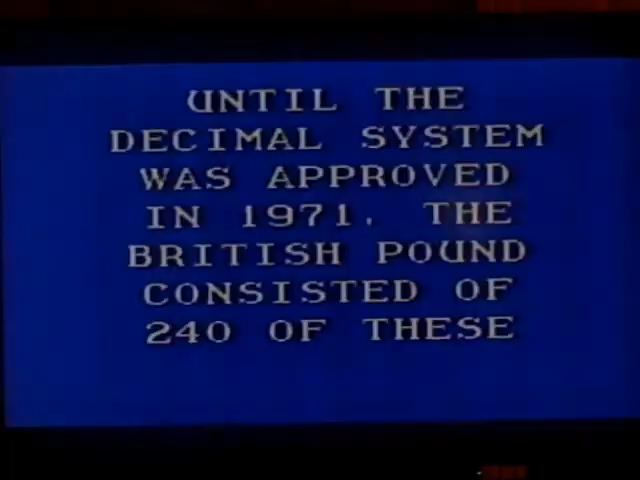 UNTIL THE
DECIMAL SYSTEM
WAS APPROVED
IN 1971, THE
BRITISH POUND
CONSISTED OF
240 OF THESE